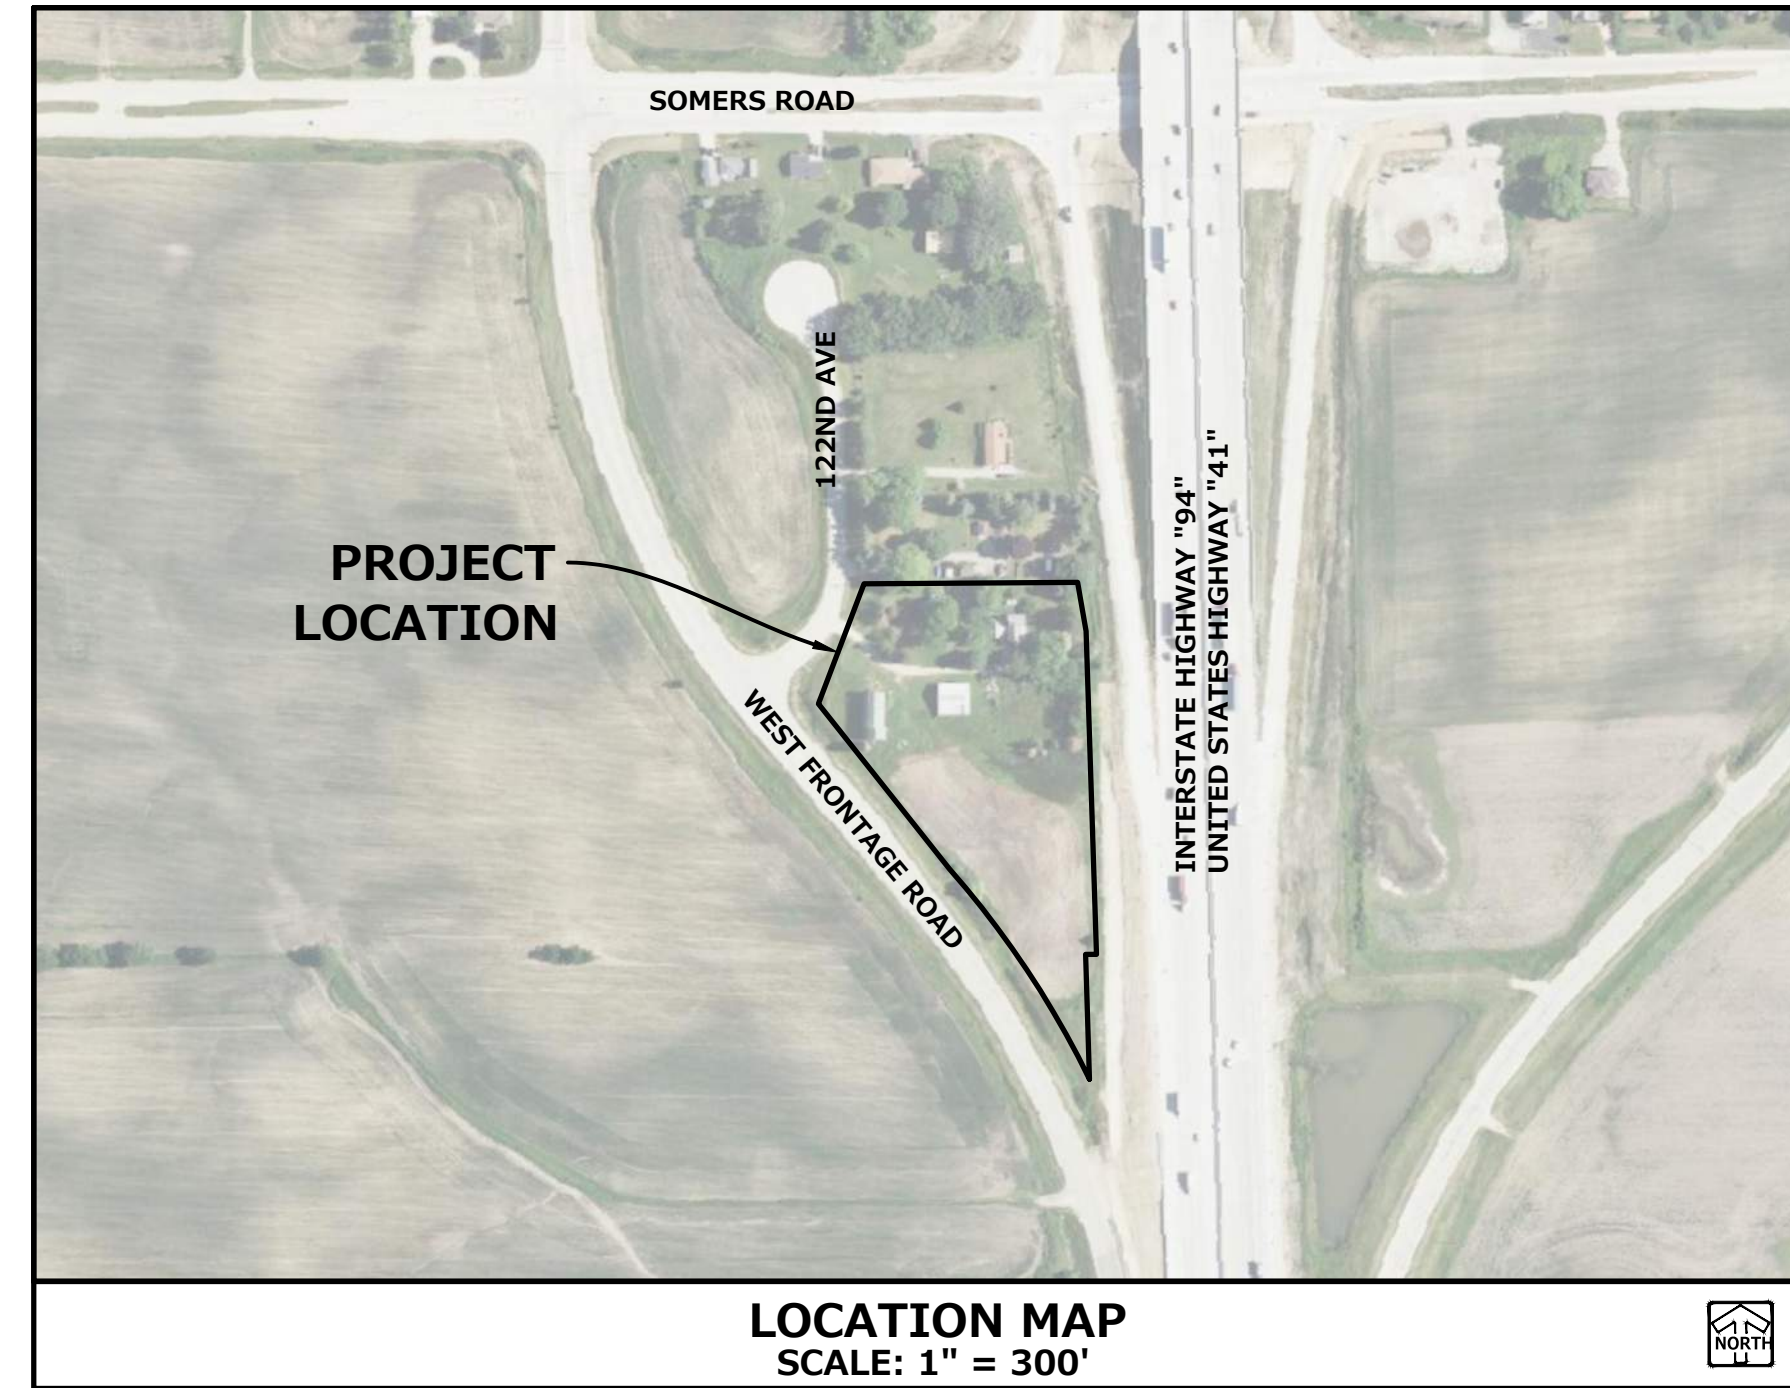 SOMERS ROAD
122ND AVE
PROJECT
LOCATION
INTERSTATE HIGHWAY "94"
UNITED STATES HIGHWAY "41"
WEST FRONTAGE ROAD
LOCATION MAP
SCALE: 1" = 300'
NORTH